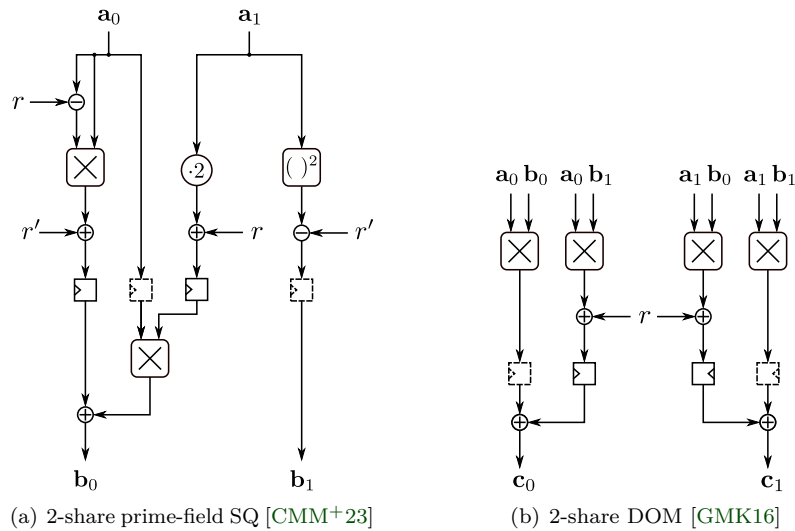 a₀ a₁
r
( )²
·2
r′ r r′
a₀ b₀ a₀ b₁ a₁ b₀ a₁ b₁
r
b₀ b₁
c₀ c₁
(a) 2-share prime-field SQ [CMM⁺23]
(b) 2-share DOM [GMK16]